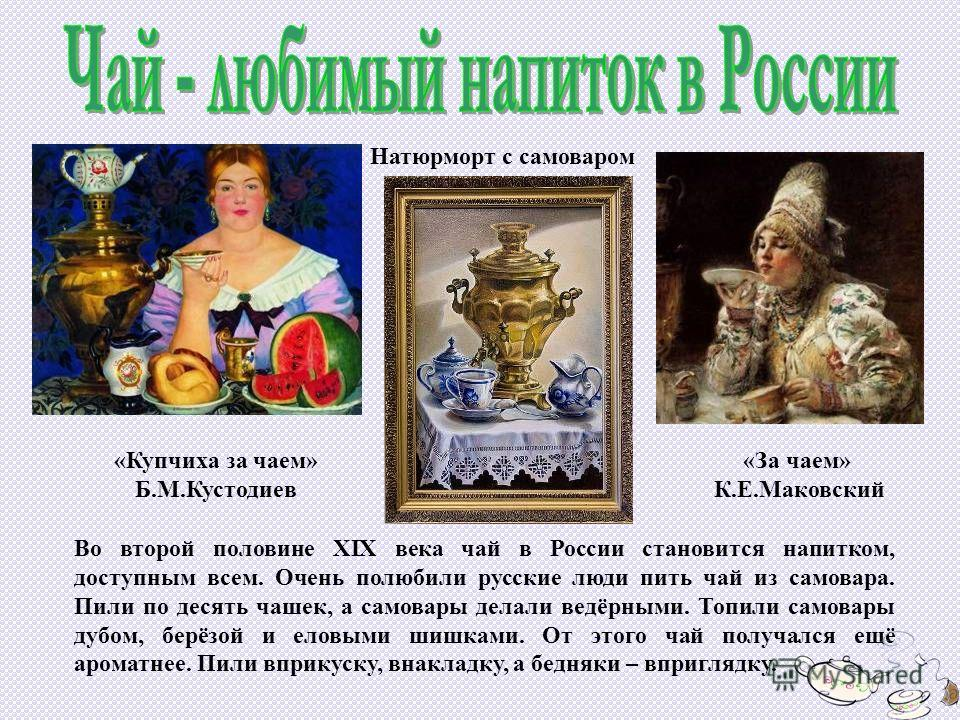 Чай - любимый напиток в России
Натюрморт с самоваром
«Купчиха за чаем»
Б.М.Кустодиев
«За чаем»
К.Е.Маковский
Во второй половине XIX века чай в России становится напитком,
доступным всем. Очень полюбили русские люди пить чай из самовара.
Пили по десять чашек, а самовары делали ведёрными. Топили самовары
дубом, берёзой и еловыми шишками. От этого чай получался ещё
ароматнее. Пили вприкуску, внакладку, а бедняки – вприглядку.
MyShared